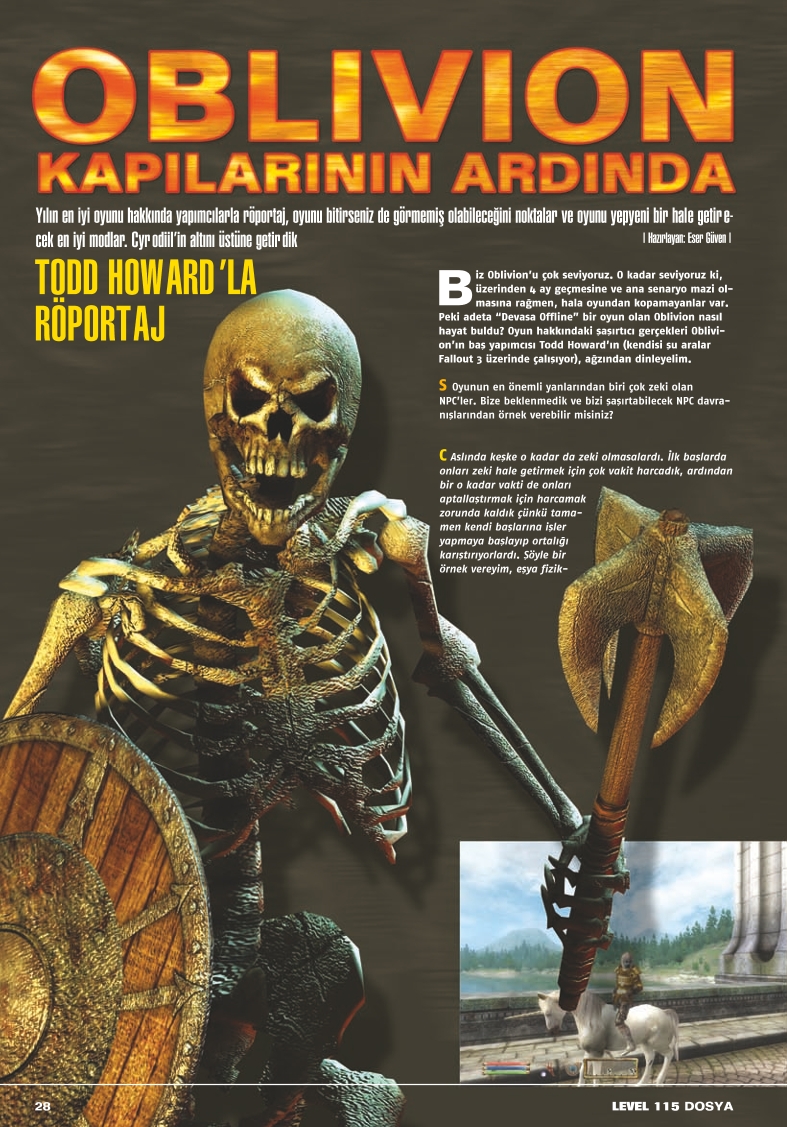 OBLIVION
KAPILARININ ARDINDA
Yılın en iyi oyunu hakkında yapımcılarla röportaj, oyunu bitirseniz de görmemiş olabileceğini noktalar ve oyunu yepyeni bir hale getir e-
cek en iyi modlar. Cyr odiil'in altını üstüne getir dik
| Hazırlayan: Eser Güven |
TODD HOWARD'LA
RÖPORTAJ
Biz Oblivion'u çok seviyoruz. O kadar seviyoruz ki,
üzerinden 4 ay geçmesine ve ana senaryo mazi ol-
masına rağmen, hala oyundan kopamayanlar var.
Peki adeta "Devasa Offline" bir oyun olan Oblivion nasıl
hayat buldu? Oyun hakkındaki şaşırtıcı gerçekleri Oblivi-
on'ın baş yapımcısı Todd Howard'ın (kendisi şu aralar
Fallout 3 üzerinde çalışıyor), ağzından dinleyelim.
S Oyunun en önemli yanlarından biri çok zeki olan
NPC'ler. Bize beklenmedik ve bizi şaşırtabilecek NPC davra-
nışlarından örnek verebilir misiniz?
C Aslında keşke o kadar da zeki olmasalardı. İlk başlarda
onları zeki hale getirmek için çok vakit harcadık, ardından
bir o kadar vakti de onları
aptallaştırmak için harcamak
zorunda kaldık çünkü tama-
men kendi başlarına işler
yapmaya başlayıp ortalığı
karıştırıyorlardı. Şöyle bir
örnek vereyim, eşya fizik-
28
LEVEL 115 DOSYA